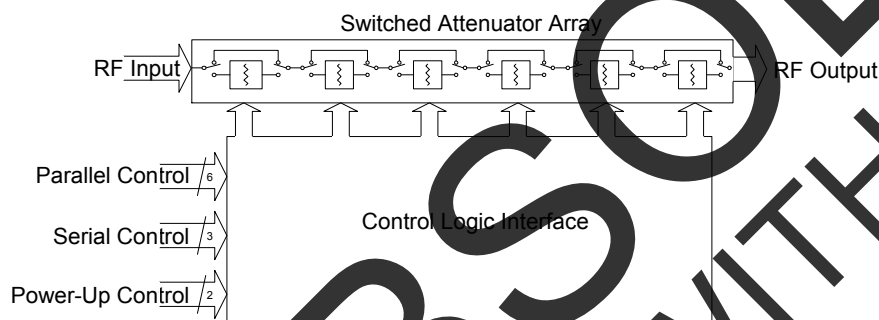 Switched Attenuator Array
RF Input
RF Output
Parallel Control
6
Control Logic Interface
Serial Control
3
Power-Up Control
2